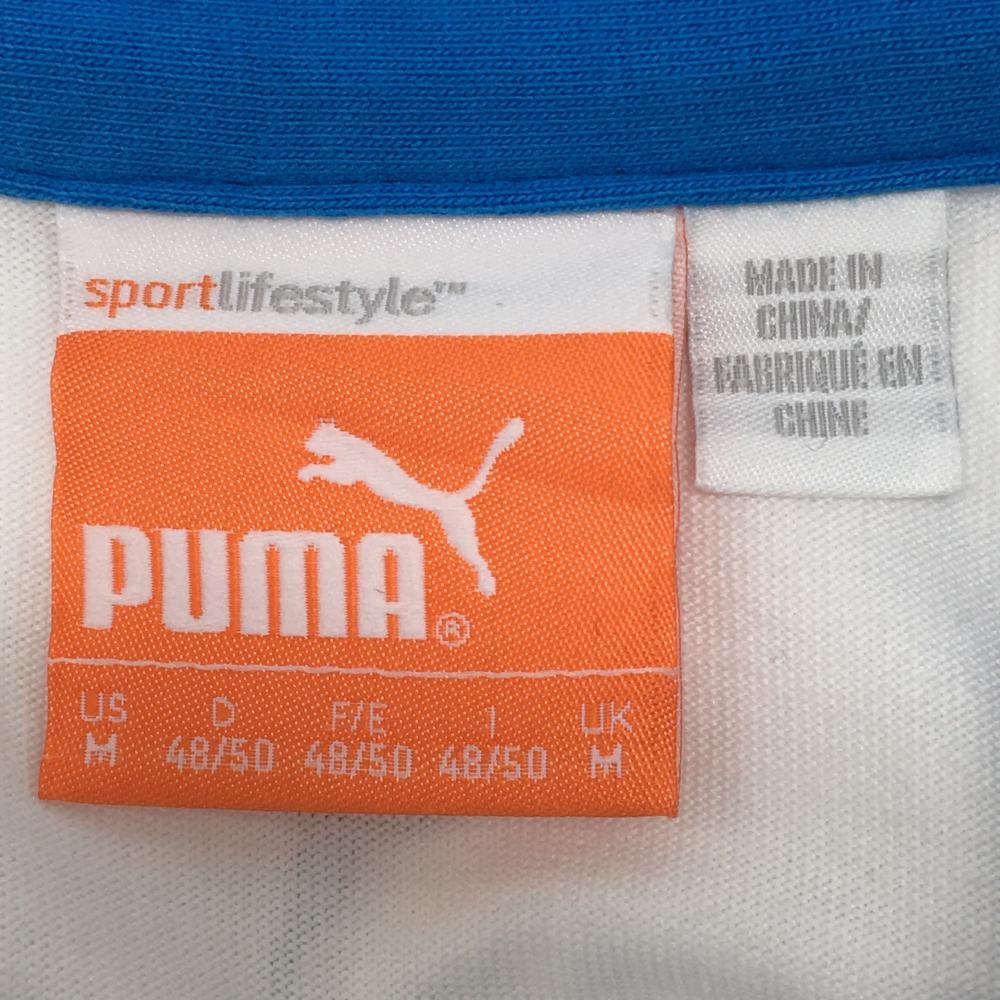 sportlifestyle™
PUMA®
US D F/E I UK
M 48/50 48/50 48/50 M
MADE IN
CHINA/
FABRIQUÉ EN
CHINE